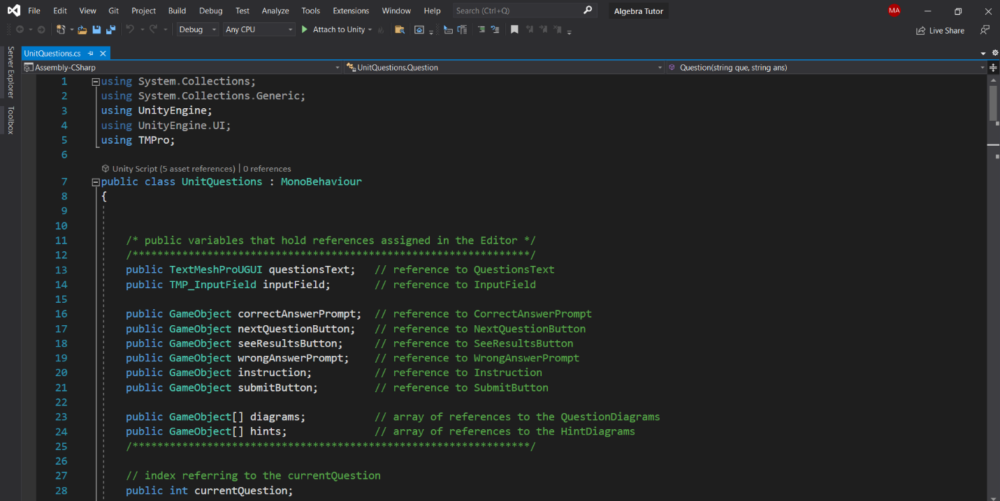 File Edit View Git Project Build Debug Test Analyze Tools Extensions Window Help Search (Ctrl+Q) Algebra Tutor MA
Debug Any CPU Attach to Unity Live Share
Server Explorer
Toolbox
UnitQuestions.cs
Assembly-CSharp UnitQuestions.Question Question(string que, string ans)
1 using System.Collections;
2 using System.Collections.Generic;
3 using UnityEngine;
4 using UnityEngine.UI;
5 using TMPro;
6
Unity Script (5 asset references) | 0 references
7 public class UnitQuestions : MonoBehaviour
8 {
9
10
11 /* public variables that hold references assigned in the Editor */
12 /****************************************************************/
13 public TextMeshProUGUI questionsText; // reference to QuestionsText
14 public TMP_InputField inputField; // reference to InputField
15
16 public GameObject correctAnswerPrompt; // reference to CorrectAnswerPrompt
17 public GameObject nextQuestionButton; // reference to NextQuestionButton
18 public GameObject seeResultsButton; // reference to SeeResultsButton
19 public GameObject wrongAnswerPrompt; // reference to WrongAnswerPrompt
20 public GameObject instruction; // reference to Instruction
21 public GameObject submitButton; // reference to SubmitButton
22
23 public GameObject[] diagrams; // array of references to the QuestionDiagrams
24 public GameObject[] hints; // array of references to the HintDiagrams
25 /****************************************************************/
26
27 // index referring to the currentQuestion
28 public int currentQuestion;